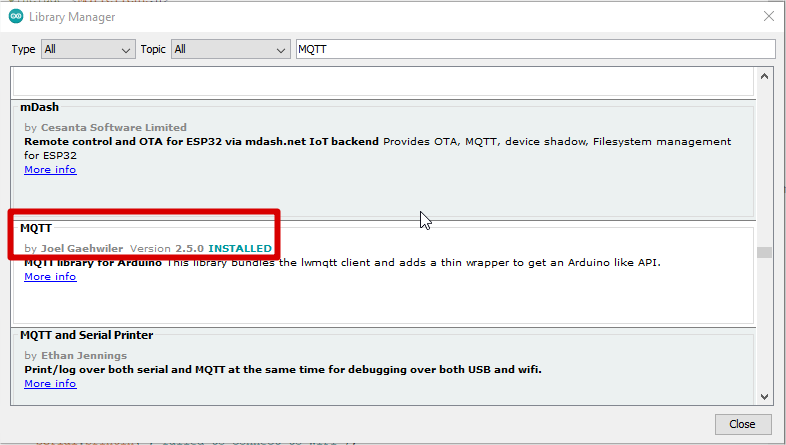 Library Manager
Type All Topic All MQTT
mDash
by Cesanta Software Limited
Remote control and OTA for ESP32 via mdash.net IoT backend Provides OTA, MQTT, device shadow, Filesystem management
for ESP32
More info
MQTT
by Joel Gaehwiler Version 2.5.0 INSTALLED
MQTT library for Arduino This library bundles the lwmqtt client and adds a thin wrapper to get an Arduino like API.
More info
MQTT and Serial Printer
by Ethan Jennings
Print/log over both serial and MQTT at the same time for debugging over both USB and wifi.
More info
Close